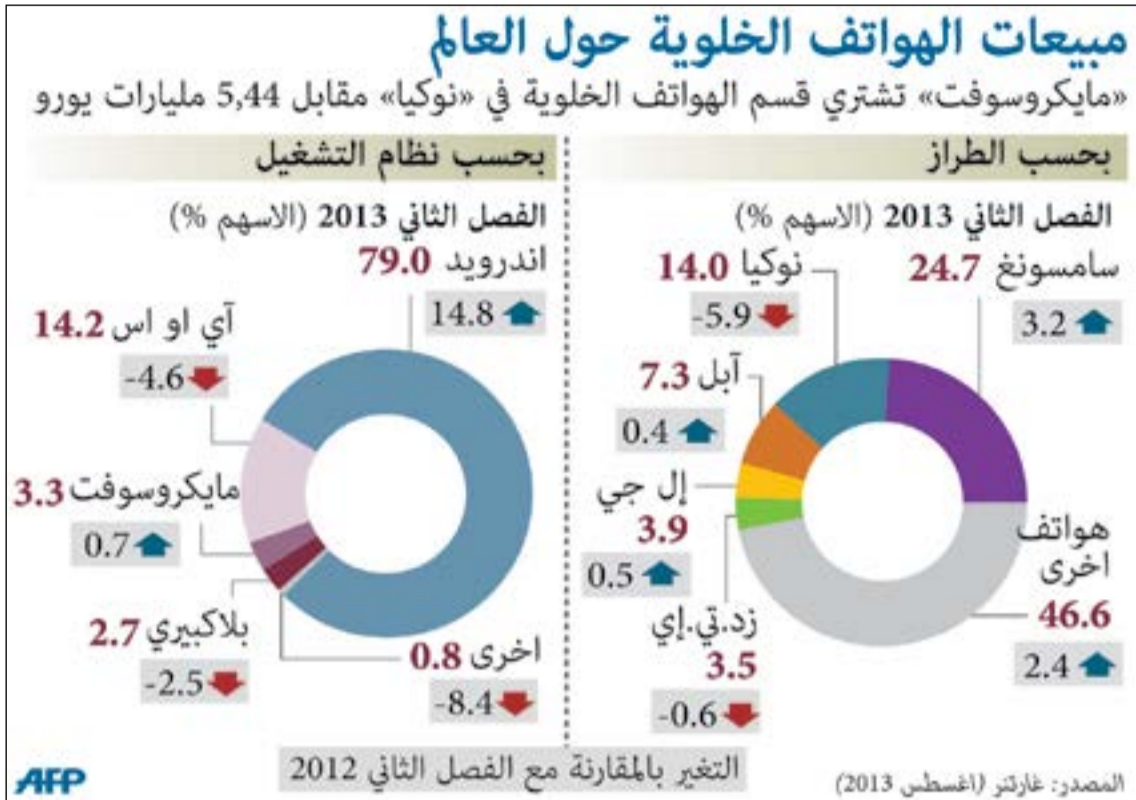 مبيعات الهواتف الخلوية حول العالم
«مايكروسوفت» تشتري قسم الهواتف الخلوية في «نوكيا» مقابل 5,44 مليارات يورو
بحسب الطراز
الفصل الثاني 2013 (الاسهم %)
سامسونغ 24.7
3.2
نوكيا 14.0
-5.9
آبل 7.3
0.4
إل جي
3.9
0.5
زد.تي.إي
3.5
-0.6
هواتف
اخرى
46.6
2.4
بحسب نظام التشغيل
الفصل الثاني 2013 (الاسهم %)
اندرويد 79.0
14.8
آي او اس 14.2
-4.6
مايكروسوفت 3.3
0.7
بلاكبيري 2.7
-2.5
اخرى 0.8
-8.4
التغير بالمقارنة مع الفصل الثاني 2012
المصدر: غارتنر (اغسطس 2013)
AFP